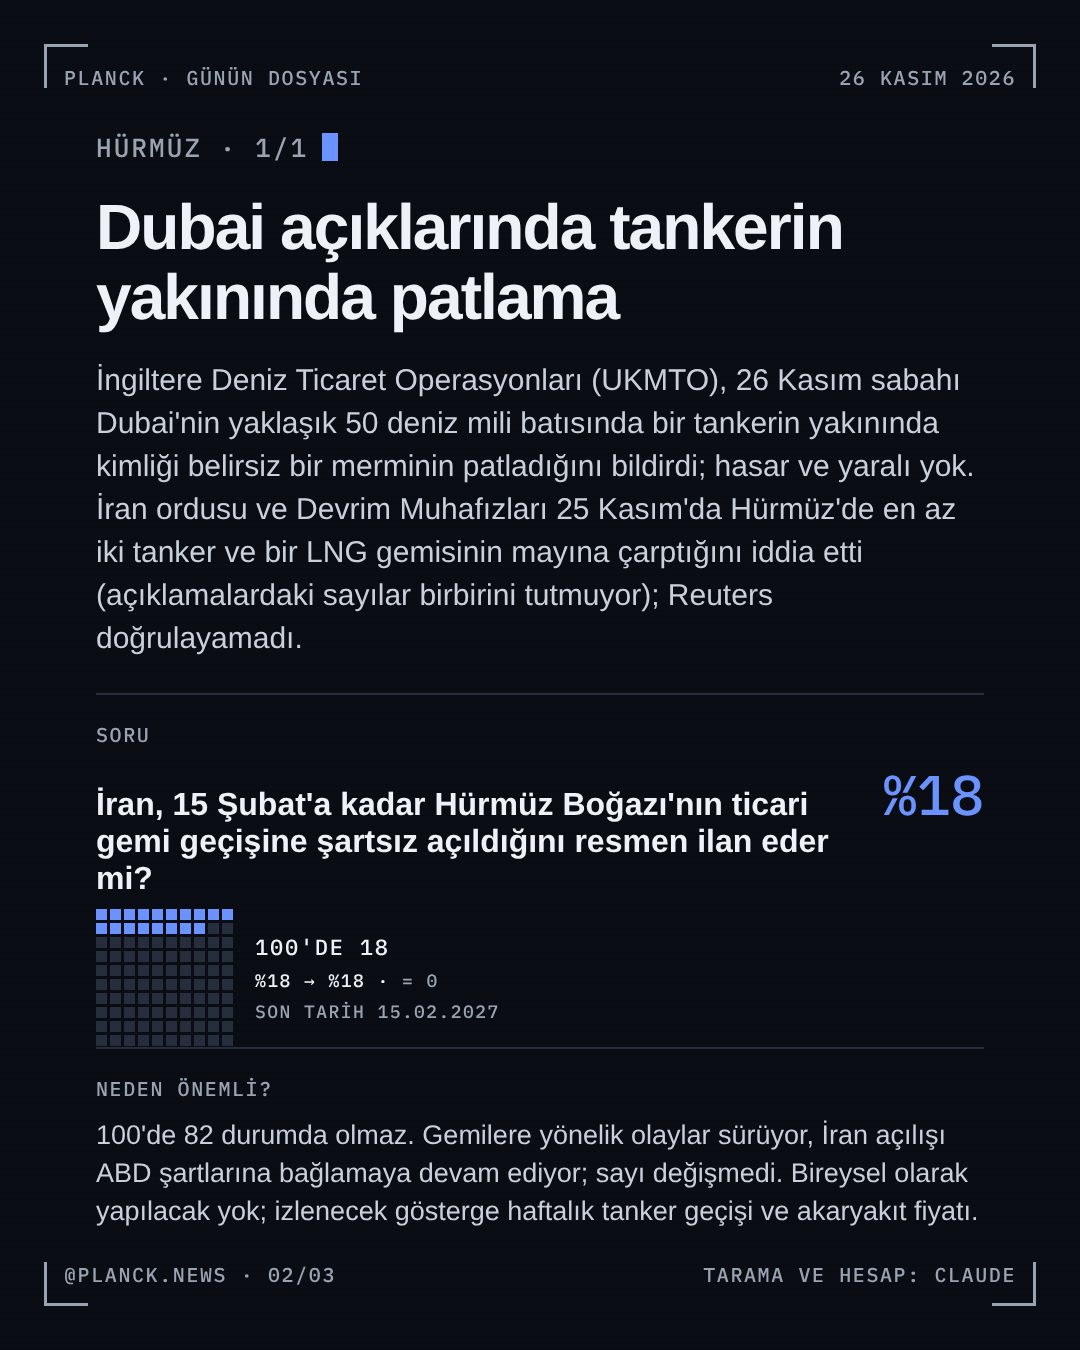 PLANCK · GÜNÜN DOSYASI
26 KASIM 2026
HÜRMÜZ · 1/1
Dubai açıklarında tankerin
yakınında patlama
İngiltere Deniz Ticaret Operasyonları (UKMTO), 26 Kasım sabahı
Dubai'nin yaklaşık 50 deniz mili batısında bir tankerin yakınında
kimliği belirsiz bir merminin patladığını bildirdi; hasar ve yaralı yok.
İran ordusu ve Devrim Muhafızları 25 Kasım'da Hürmüz'de en az
iki tanker ve bir LNG gemisinin mayına çarptığını iddia etti
(açıklamalardaki sayılar birbirini tutmuyor); Reuters
doğrulayamadı.
SORU
İran, 15 Şubat'a kadar Hürmüz Boğazı'nın ticari
gemi geçişine şartsız açıldığını resmen ilan eder
mi?
%18
100'DE 18
%18 → %18 · = 0
SON TARİH 15.02.2027
NEDEN ÖNEMLİ?
100'de 82 durumda olmaz. Gemilere yönelik olaylar sürüyor, İran açılışı
ABD şartlarına bağlamaya devam ediyor; sayı değişmedi. Bireysel olarak
yapılacak yok; izlenecek gösterge haftalık tanker geçişi ve akaryakıt fiyatı.
@PLANCK.NEWS · 02/03
TARAMA VE HESAP: CLAUDE